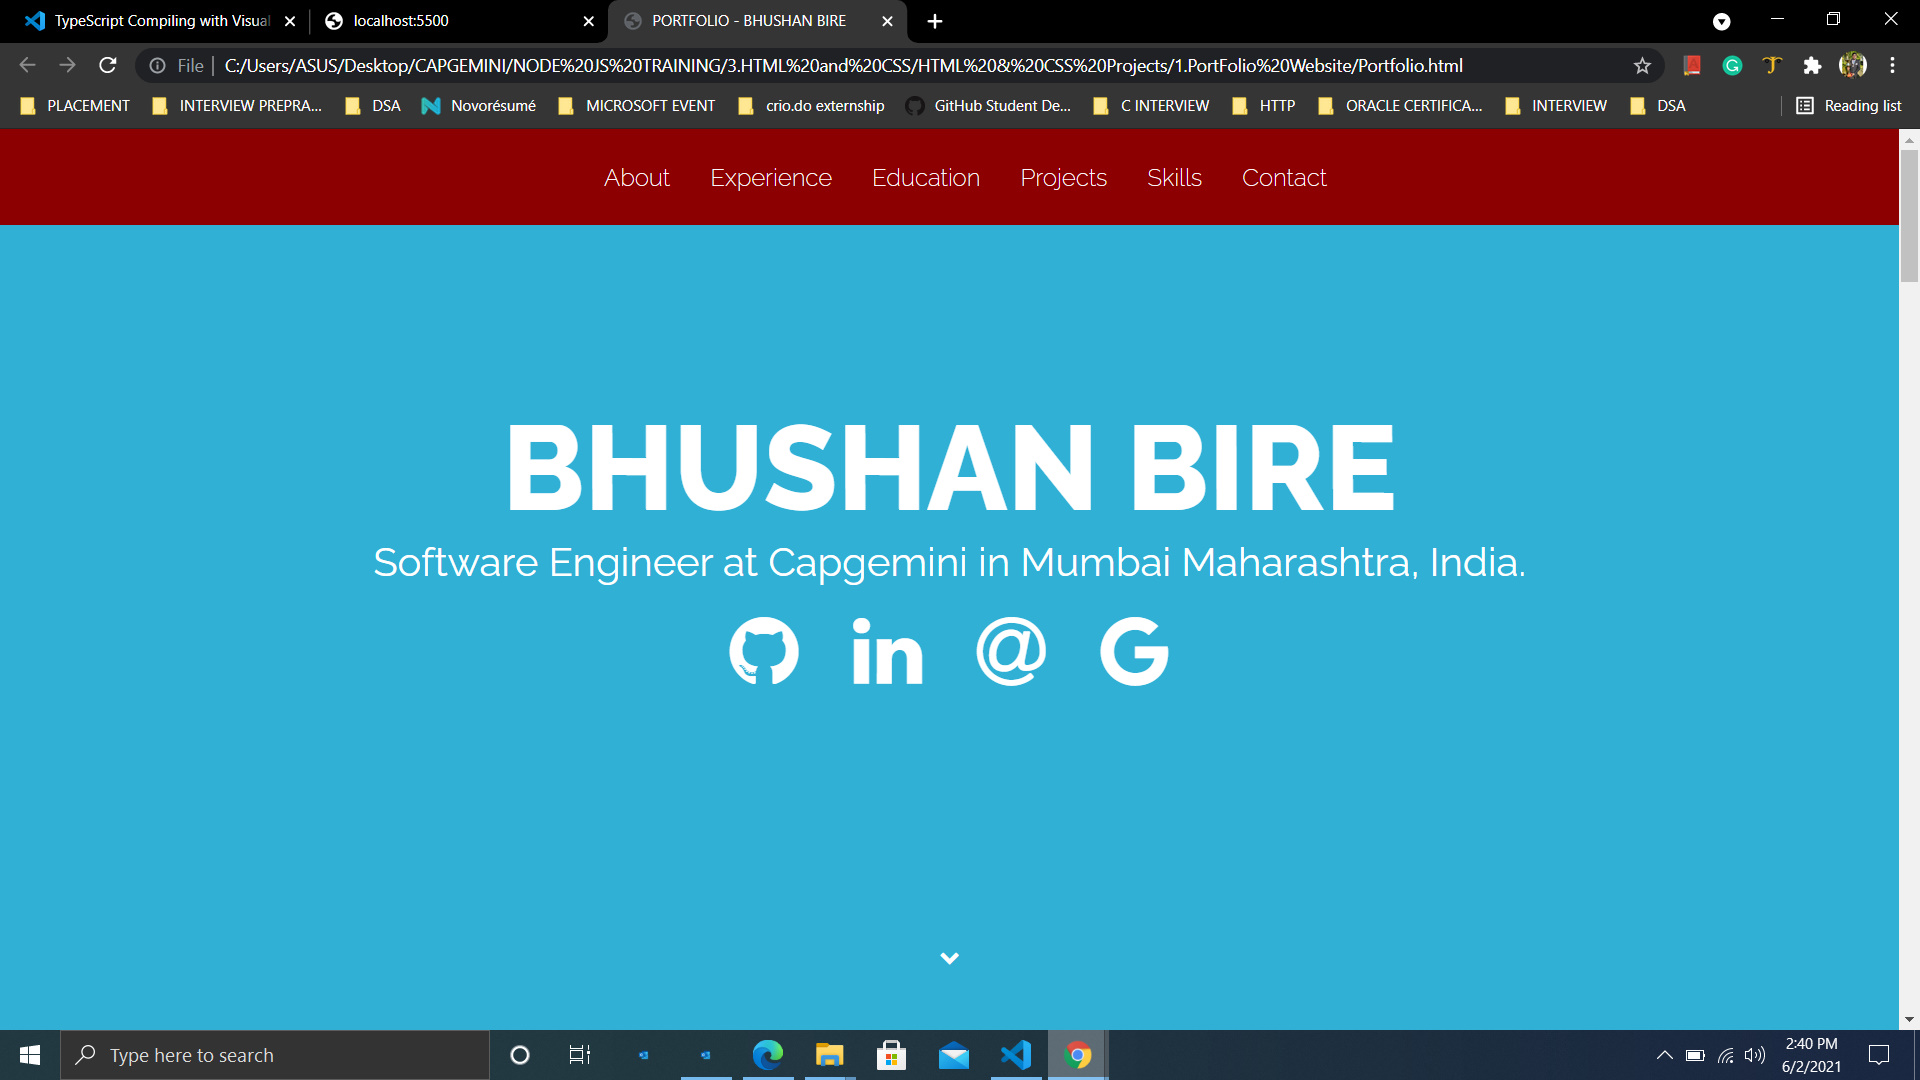 TypeScript Compiling with Visual
localhost:5500
PORTFOLIO - BHUSHAN BIRE
File
C:/Users/ASUS/Desktop/CAPGEMINI/NODE%20JS%20TRAINING/3.HTML%20and%20CSS/HTML%20&%20CSS%20Projects/1.PortFolio%20Website/Portfolio.html
PLACEMENT
INTERVIEW PREPRA...
DSA
Novorésumé
MICROSOFT EVENT
crio.do externship
GitHub Student De...
C INTERVIEW
HTTP
ORACLE CERTIFICA...
INTERVIEW
DSA
Reading list
About Experience Education Projects Skills Contact
BHUSHAN BIRE
Software Engineer at Capgemini in Mumbai Maharashtra, India.
in @ G
Type here to search
2:40 PM
6/2/2021